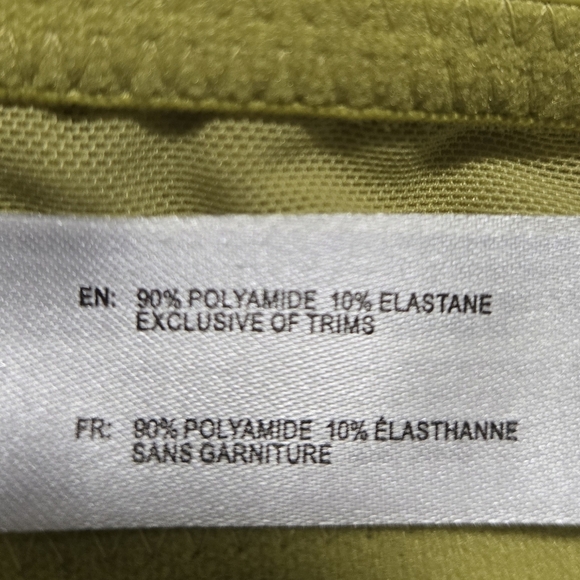 EN: 90% POLYAMIDE 10% ELASTANE
EXCLUSIVE OF TRIMS
FR: 90% POLYAMIDE 10% ÉLASTHANNE
SANS GARNITURE